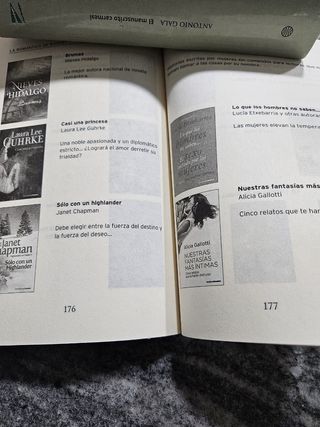 ANTONIO GALA El manuscrito carmesí
Brumas
Nieves Hidalgo
La mejor autora nacional de novela
romántica.
NIEVES
HIDALGO
Brumas
Casi una princesa
Laura Lee Guhrke
Una noble apasionada y un diplomático
estricto... ¿Logrará el amor derretir su
frialdad?
Laura Lee
GUHRKE
Sólo con un highlander
Janet Chapman
Debe elegir entre la fuerza del destino y
la fuerza del deseo...
Janet
CHAPMAN
Sólo con un
Highlander
176
Lo que los hombres no saben...
Lucía Etxebarria y otras autoras
Las mujeres elevan la tempera
Nuestras fantasías más
Alicia Gallotti
Cinco relatos que te har
Alicia Gallotti
NUESTRAS
FANTASÍAS
MÁS ÍNTIMAS
177